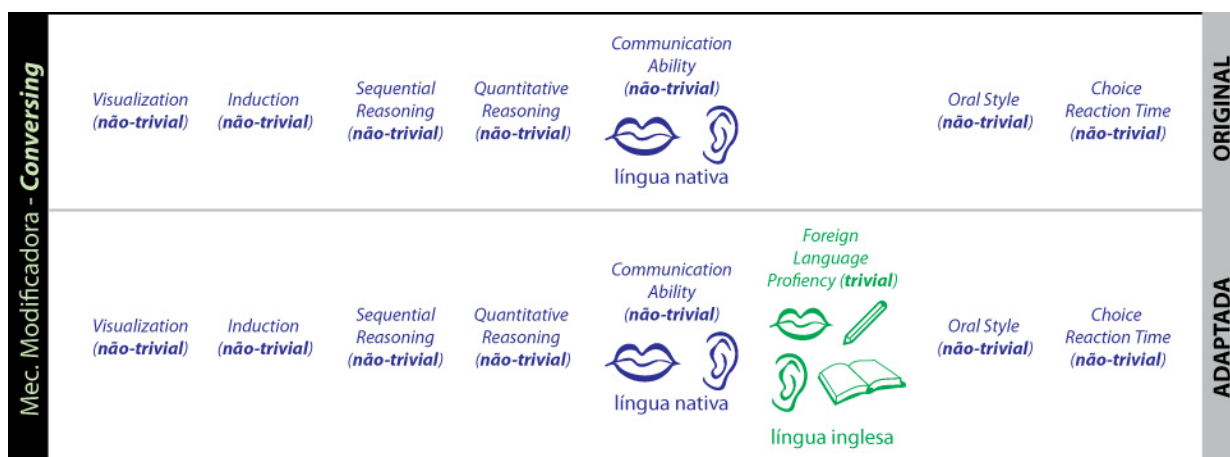 Mec. Modificadora - Conversing
Visualization
(não-trivial)
Induction
(não-trivial)
Sequential
Reasoning
(não-trivial)
Quantitative
Reasoning
(não-trivial)
Communication
Ability
(não-trivial)
língua nativa
Oral Style
(não-trivial)
Choice
Reaction Time
(não-trivial)
ORIGINAL
Visualization
(não-trivial)
Induction
(não-trivial)
Sequential
Reasoning
(não-trivial)
Quantitative
Reasoning
(não-trivial)
Communication
Ability
(não-trivial)
língua nativa
Foreign
Language
Profiency (trivial)
língua inglesa
Oral Style
(não-trivial)
Choice
Reaction Time
(não-trivial)
ADAPTADA